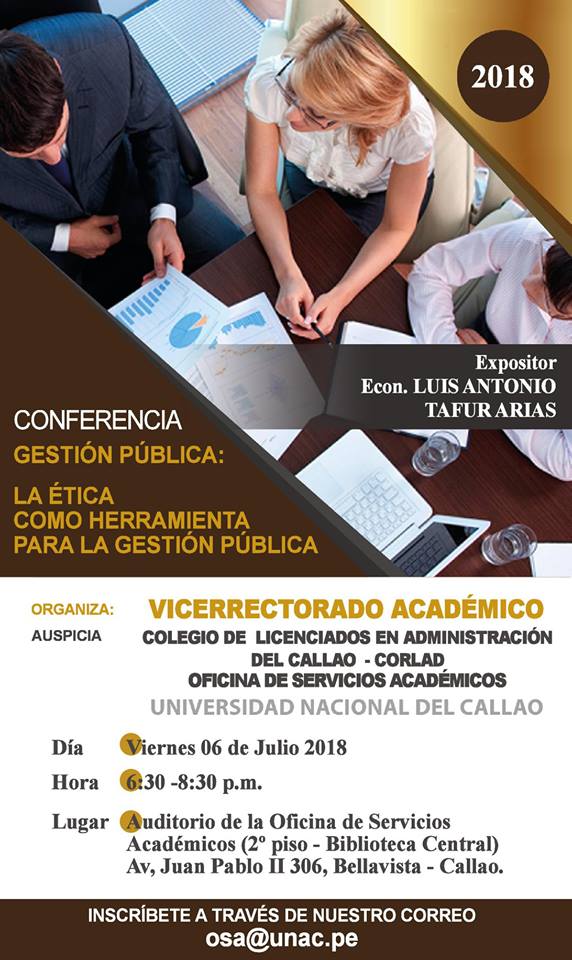 2018
Expositor
Econ. LUIS ANTONIO
TAFUR ARIAS
CONFERENCIA
GESTIÓN PÚBLICA:
LA ÉTICA
COMO HERRAMIENTA
PARA LA GESTIÓN PÚBLICA
ORGANIZA: VICERRECTORADO ACADÉMICO
AUSPICIA COLEGIO DE LICENCIADOS EN ADMINISTRACIÓN
DEL CALLAO - CORLAD
OFICINA DE SERVICIOS ACADÉMICOS
UNIVERSIDAD NACIONAL DEL CALLAO
Día Viernes 06 de Julio 2018
Hora 6:30 -8:30 p.m.
Lugar Auditorio de la Oficina de Servicios
Académicos (2º piso - Biblioteca Central)
Av, Juan Pablo II 306, Bellavista - Callao.
INSCRÍBETE A TRAVÉS DE NUESTRO CORREO
osa@unac.pe